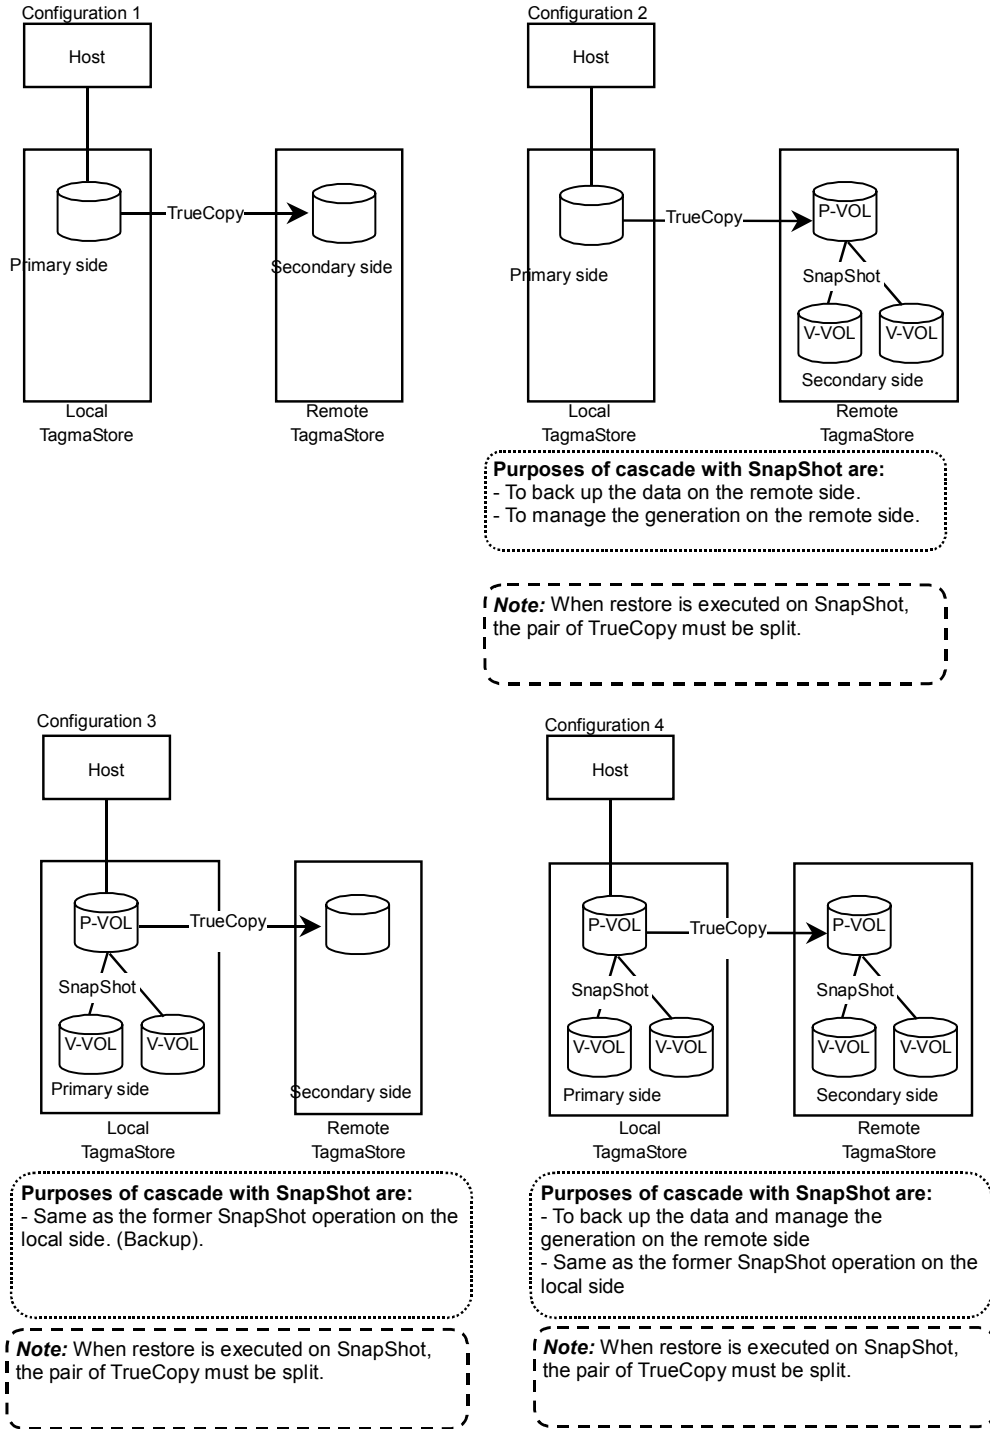 Configuration 1
Host
TrueCopy
Primary side
Secondary side
Local
TagmaStore
Remote
TagmaStore
Configuration 2
Host
TrueCopy
P-VOL
SnapShot
V-VOL
V-VOL
Primary side
Secondary side
Local
TagmaStore
Remote
TagmaStore
Purposes of cascade with SnapShot are:
- To back up the data on the remote side.
- To manage the generation on the remote side.
Note: When restore is executed on SnapShot,
the pair of TrueCopy must be split.
Configuration 3
Host
P-VOL
TrueCopy
SnapShot
V-VOL
V-VOL
Primary side
Secondary side
Local
TagmaStore
Remote
TagmaStore
Purposes of cascade with SnapShot are:
- Same as the former SnapShot operation on the
local side. (Backup).
Note: When restore is executed on SnapShot,
the pair of TrueCopy must be split.
Configuration 4
Host
P-VOL
TrueCopy
P-VOL
SnapShot
SnapShot
V-VOL
V-VOL
V-VOL
V-VOL
Primary side
Secondary side
Local
TagmaStore
Remote
TagmaStore
Purposes of cascade with SnapShot are:
- To back up the data and manage the
generation on the remote side
- Same as the former SnapShot operation on the
local side
Note: When restore is executed on SnapShot,
the pair of TrueCopy must be split.